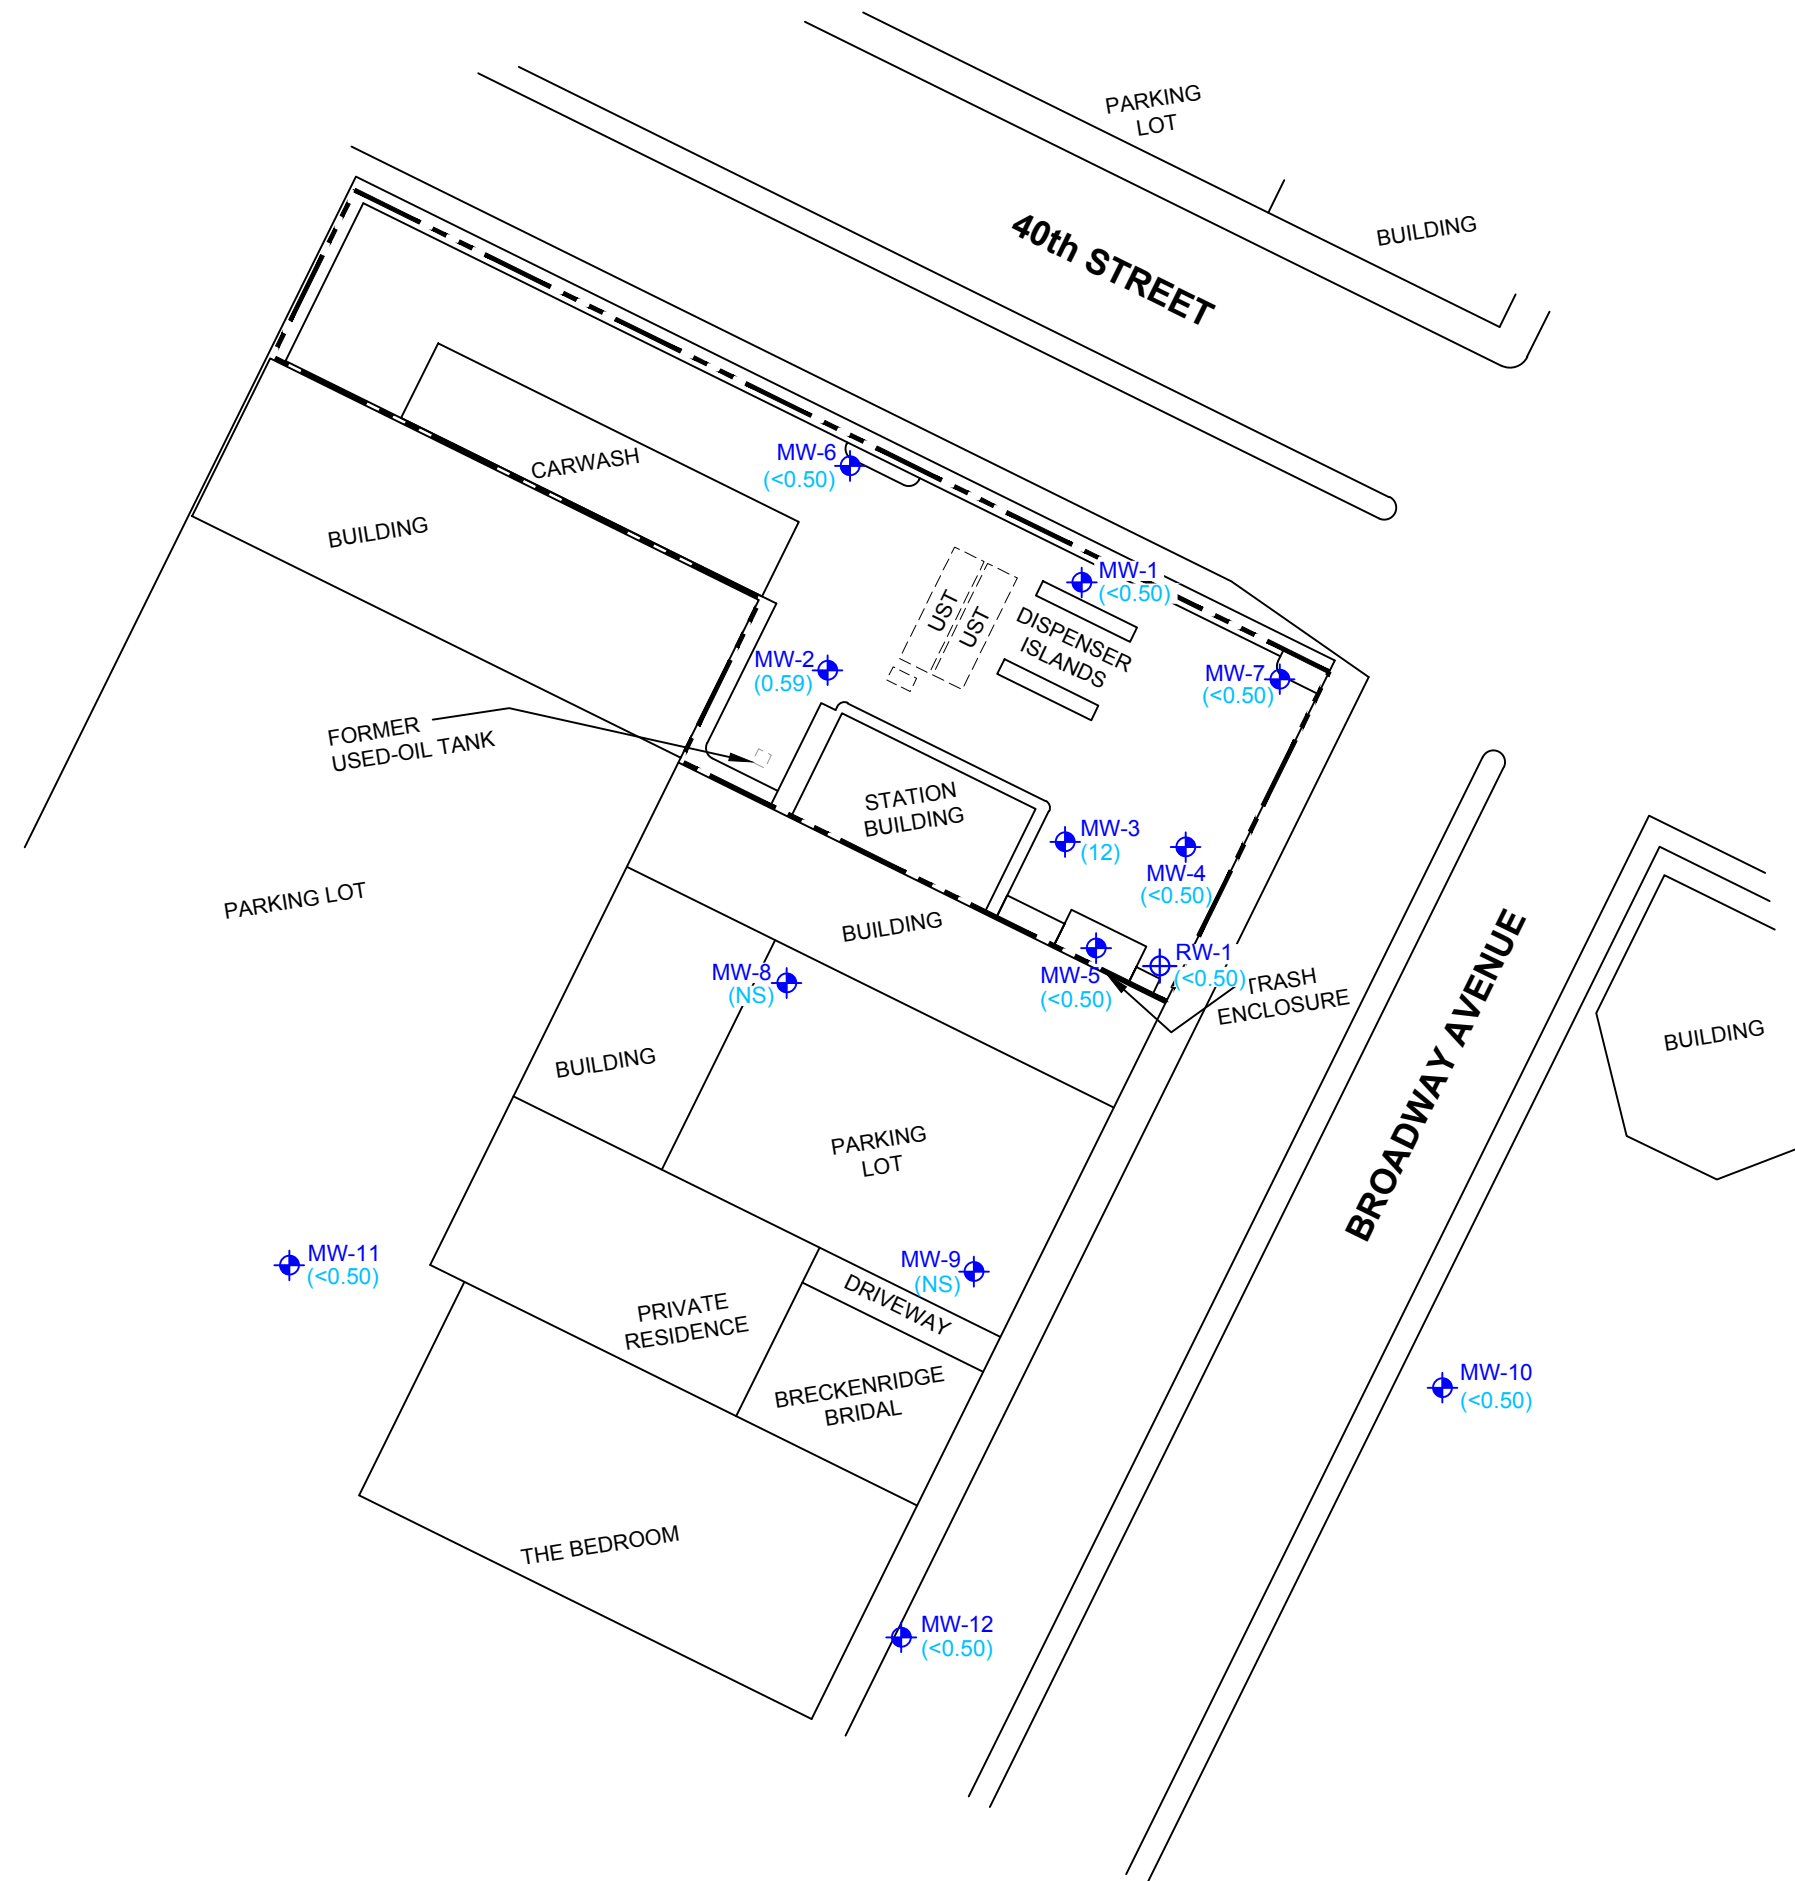 PARKING
LOT
BUILDING
40th STREET
MW-6
(<0.50)
CARWASH
BUILDING
MW-1
(<0.50)
UST
UST
DISPENSER
ISLANDS
MW-2
(0.59)
MW-7
(<0.50)
FORMER
USED-OIL TANK
STATION
BUILDING
MW-3
(12)
MW-4
(<0.50)
PARKING LOT
BUILDING
MW-8
(NS)
MW-5
(<0.50)
RW-1
(<0.50)
TRASH
ENCLOSURE
BROADWAY AVENUE
BUILDING
BUILDING
PARKING
LOT
MW-11
(<0.50)
MW-9
(NS)
DRIVEWAY
PRIVATE
RESIDENCE
BRECKENRIDGE
BRIDAL
MW-10
(<0.50)
THE BEDROOM
MW-12
(<0.50)